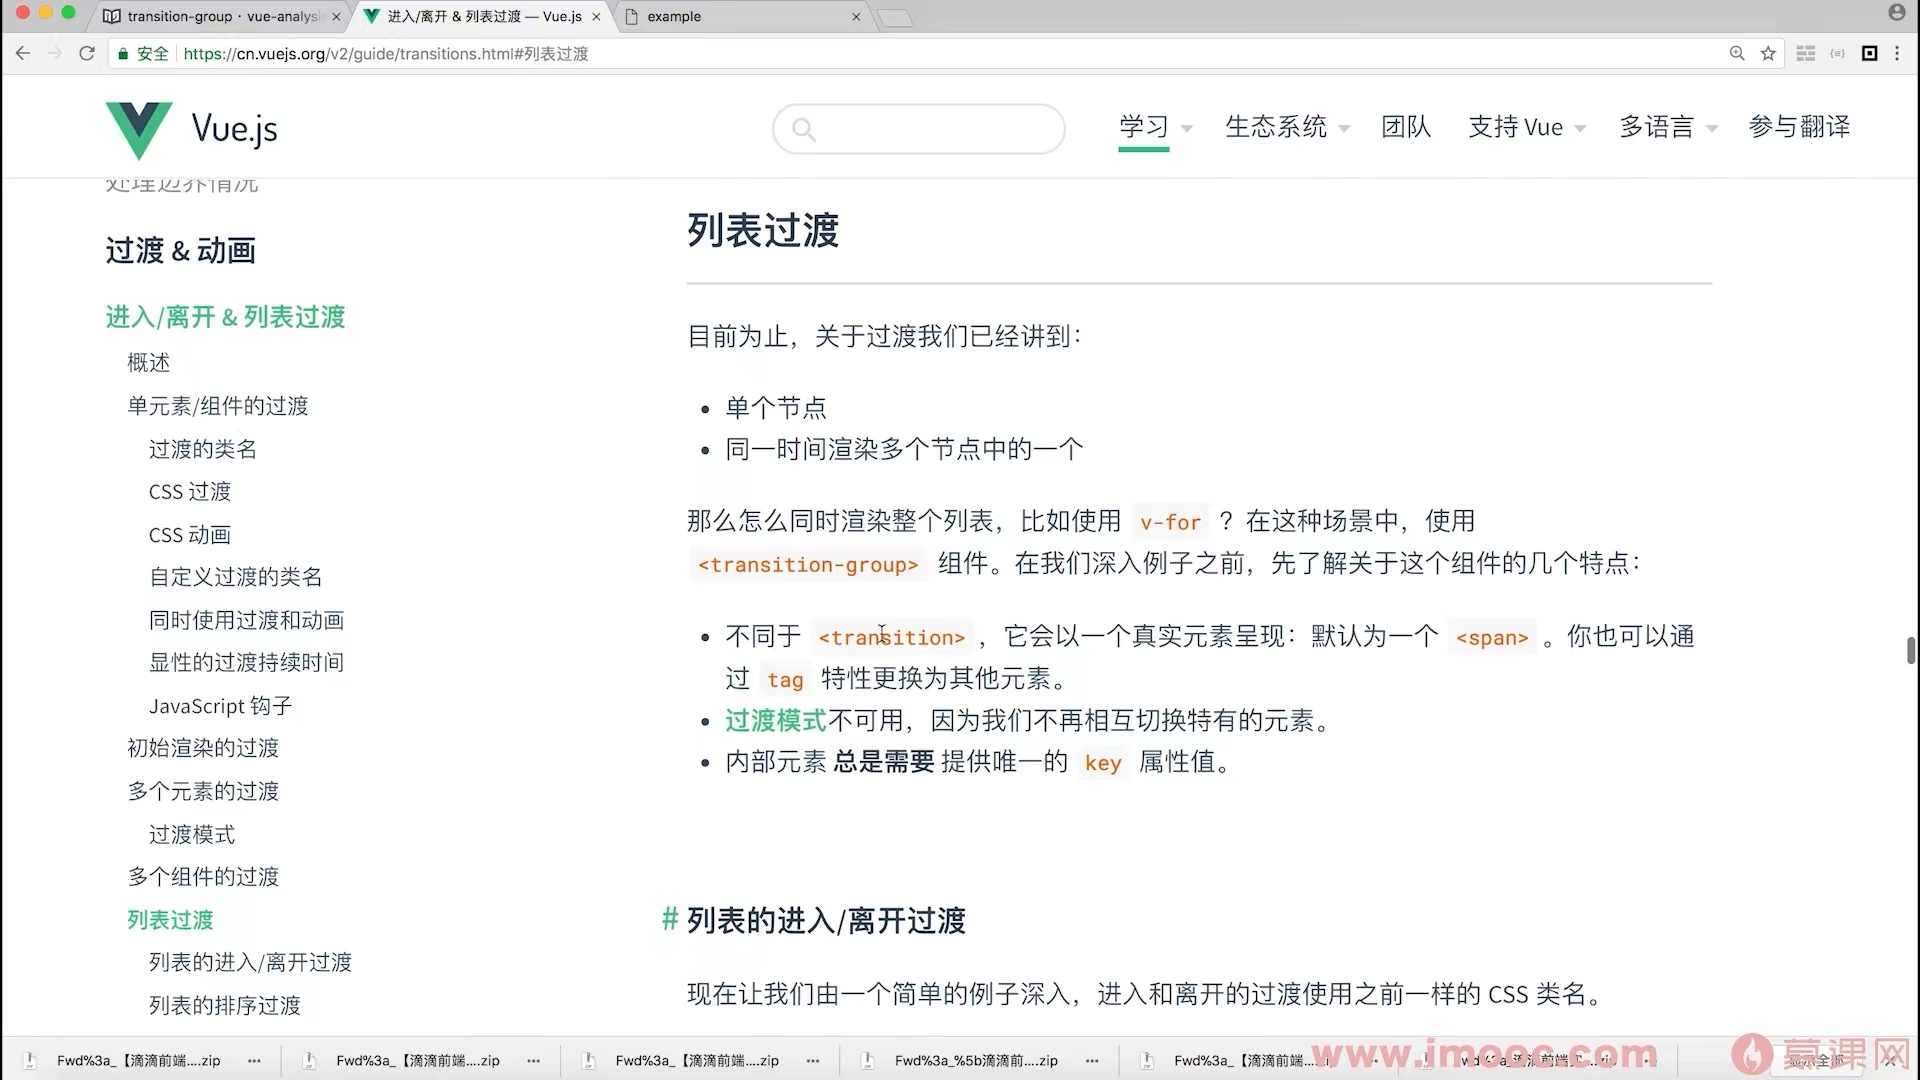 transition-group · vue-analysi
进入/离开 & 列表过渡 — Vue.js
example
安全 https://cn.vuejs.org/v2/guide/transitions.html#列表过渡
Vue.js
学习
生态系统
团队
支持 Vue
多语言
参与翻译
处理边界情况
过渡 & 动画
进入/离开 & 列表过渡
概述
单元素/组件的过渡
过渡的类名
CSS 过渡
CSS 动画
自定义过渡的类名
同时使用过渡和动画
显性的过渡持续时间
JavaScript 钩子
初始渲染的过渡
多个元素的过渡
过渡模式
多个组件的过渡
列表过渡
列表的进入/离开过渡
列表的排序过渡
列表过渡
目前为止，关于过渡我们已经讲到：
单个节点
同一时间渲染多个节点中的一个
那么怎么同时渲染整个列表，比如使用 v-for ？在这种场景中，使用
<transition-group> 组件。在我们深入例子之前，先了解关于这个组件的几个特点：
不同于 <transition> ，它会以一个真实元素呈现：默认为一个 <span> 。你也可以通
过 tag 特性更换为其他元素。
过渡模式不可用，因为我们不再相互切换特有的元素。
内部元素 总是需要 提供唯一的 key 属性值。
# 列表的进入/离开过渡
现在让我们由一个简单的例子深入，进入和离开的过渡使用之前一样的 CSS 类名。
Fwd%3a_【滴滴前端....zip
Fwd%3a_【滴滴前端....zip
Fwd%3a_【滴滴前端....zip
Fwd%3a_%5b滴滴前....zip
Fwd%3a_【滴滴前端....
www.imooc.com
慕课网